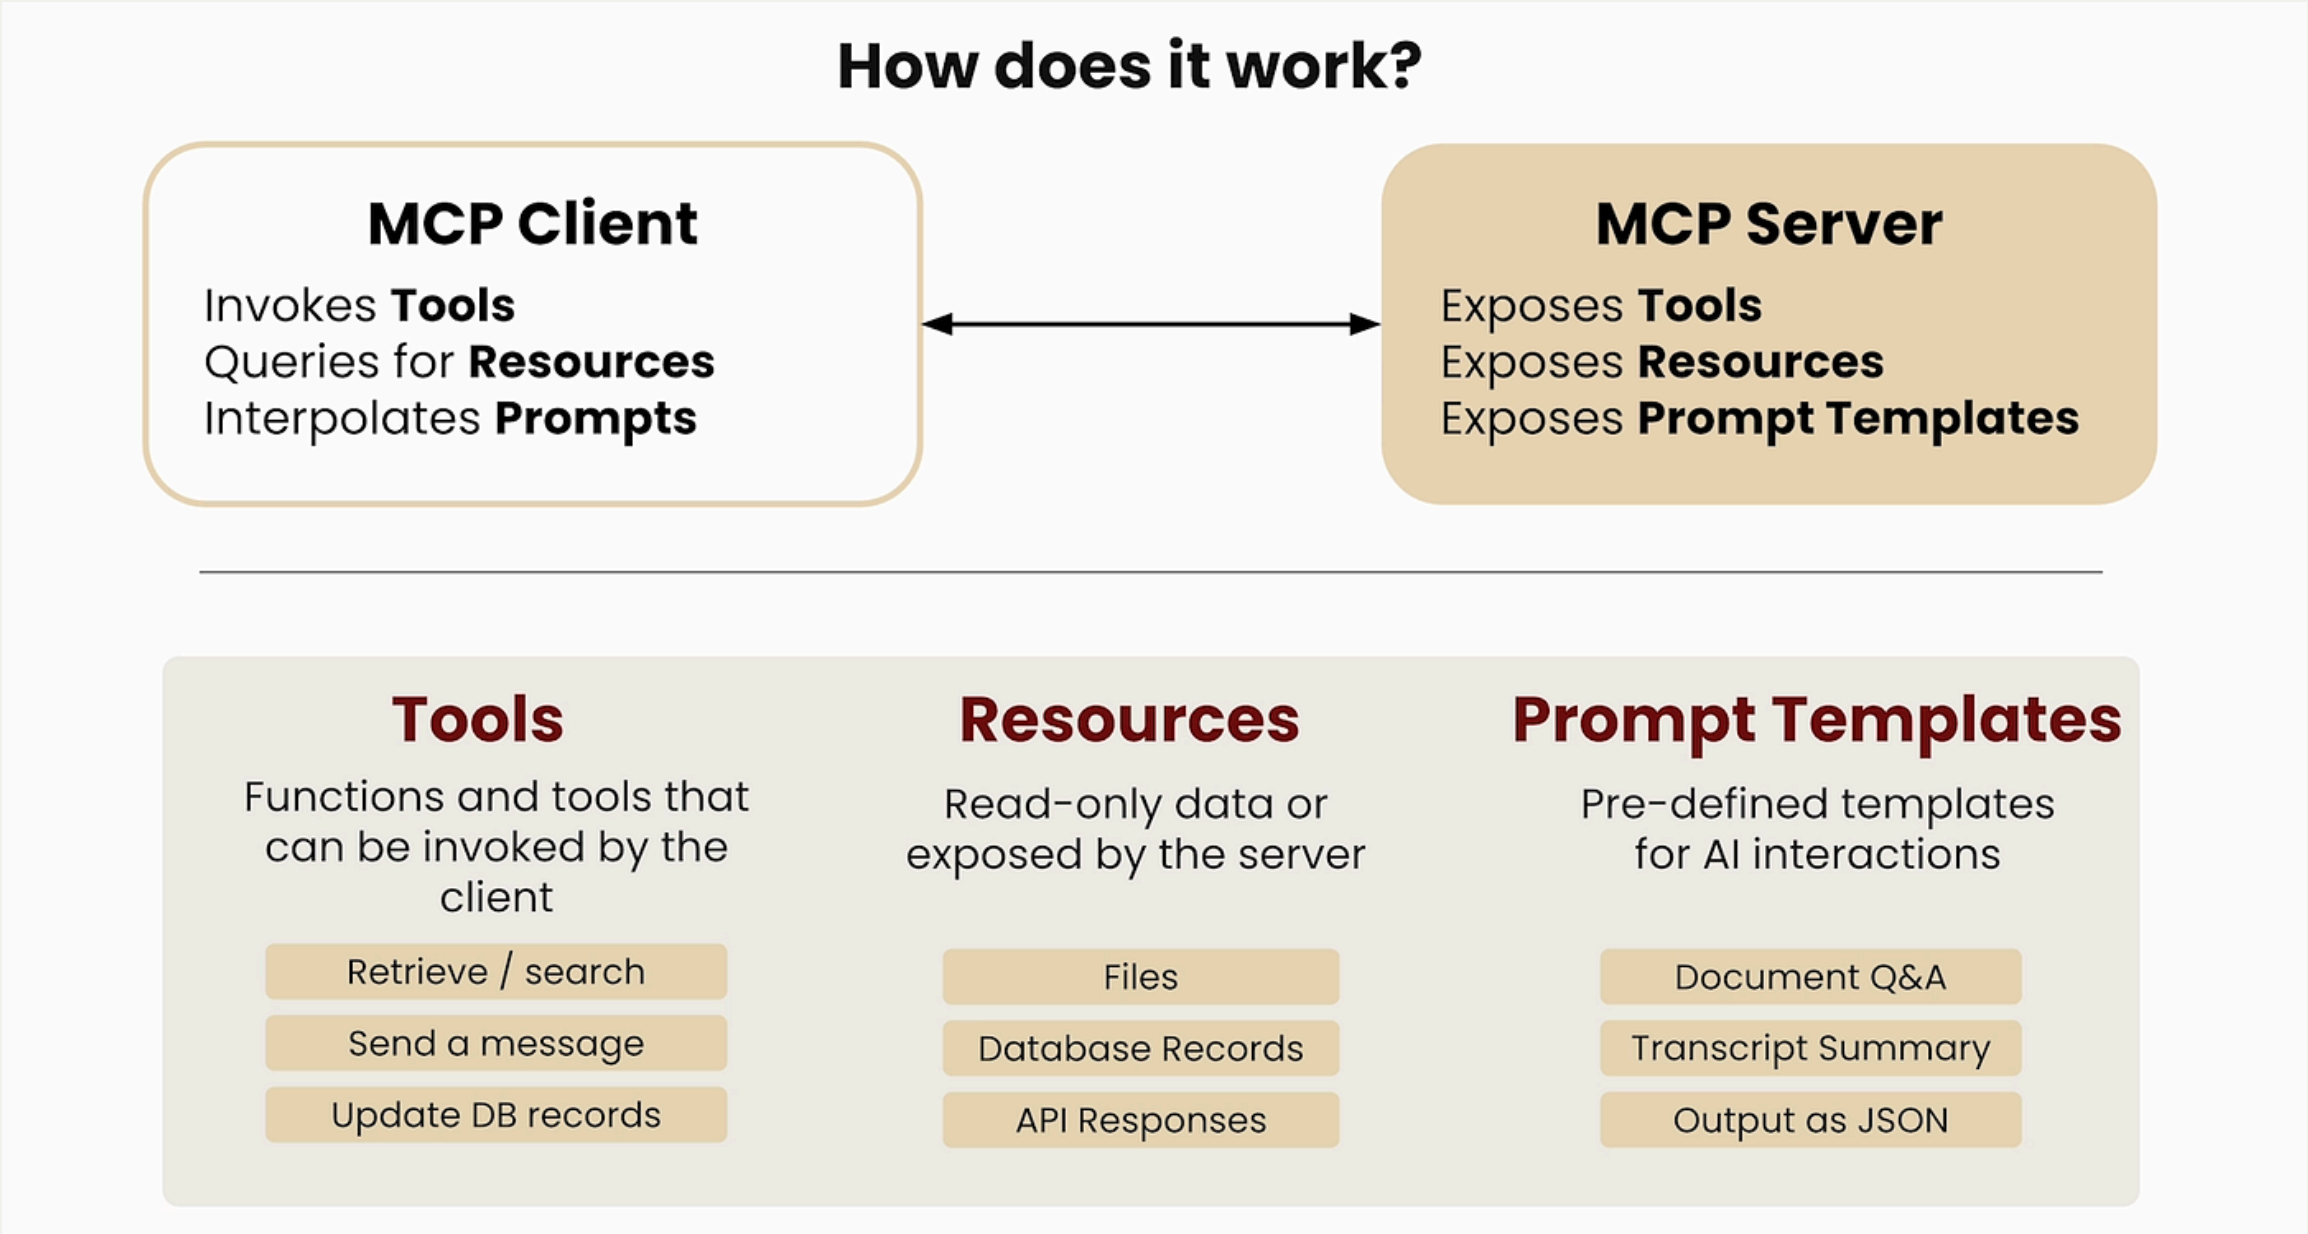 How does it work?
MCP Client
Invokes Tools
Queries for Resources
Interpolates Prompts
MCP Server
Exposes Tools
Exposes Resources
Exposes Prompt Templates
Tools
Functions and tools that
can be invoked by the
client
Retrieve / search
Send a message
Update DB records
Resources
Read-only data or
exposed by the server
Files
Database Records
API Responses
Prompt Templates
Pre-defined templates
for AI interactions
Document Q&A
Transcript Summary
Output as JSON